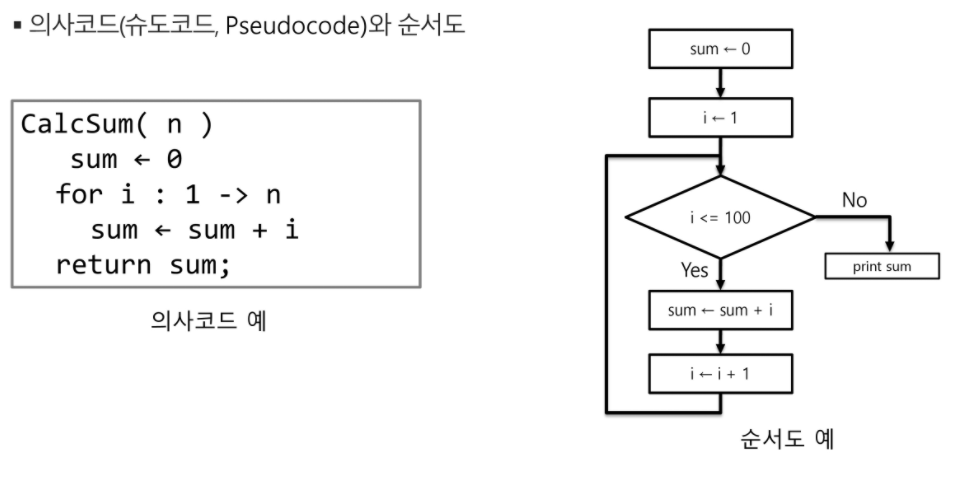 ▪ 의사코드(슈도코드, Pseudocode)와 순서도
CalcSum( n )
sum ← 0
for i : 1 -> n
sum ← sum + i
return sum;
의사코드 예
sum ← 0
i ← 1
i <= 100
No
print sum
Yes
sum ← sum + i
i ← i + 1
순서도 예